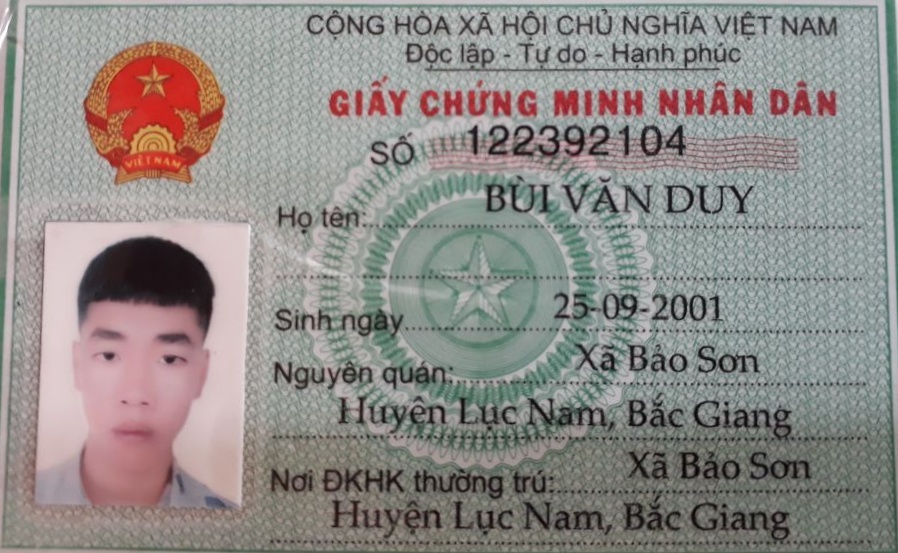 CỘNG HÒA XÃ HỘI CHỦ NGHĨA VIỆT NAM
Độc lập - Tự do - Hạnh phúc
GIẤY CHỨNG MINH NHÂN DÂN
SỐ 122392104
Họ tên: BÙI VĂN DUY
Sinh ngày 25-09-2001
Nguyên quán: Xã Bảo Sơn
Huyện Lục Nam, Bắc Giang
Nơi ĐKHK thường trú: Xã Bảo Sơn
Huyện Lục Nam, Bắc Giang
VIỆT NAM